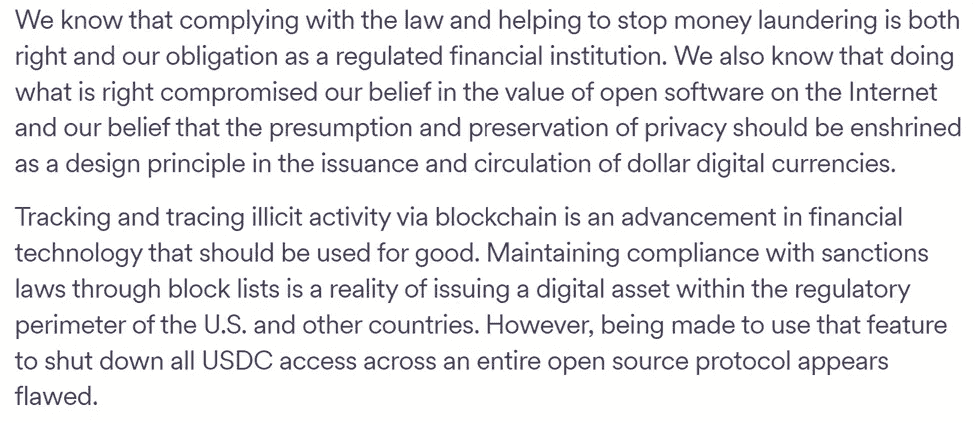 We know that complying with the law and helping to stop money laundering is both
right and our obligation as a regulated financial institution. We also know that doing
what is right compromised our belief in the value of open software on the Internet
and our belief that the presumption and preservation of privacy should be enshrined
as a design principle in the issuance and circulation of dollar digital currencies.
Tracking and tracing illicit activity via blockchain is an advancement in financial
technology that should be used for good. Maintaining compliance with sanctions
laws through block lists is a reality of issuing a digital asset within the regulatory
perimeter of the U.S. and other countries. However, being made to use that feature
to shut down all USDC access across an entire open source protocol appears
flawed.